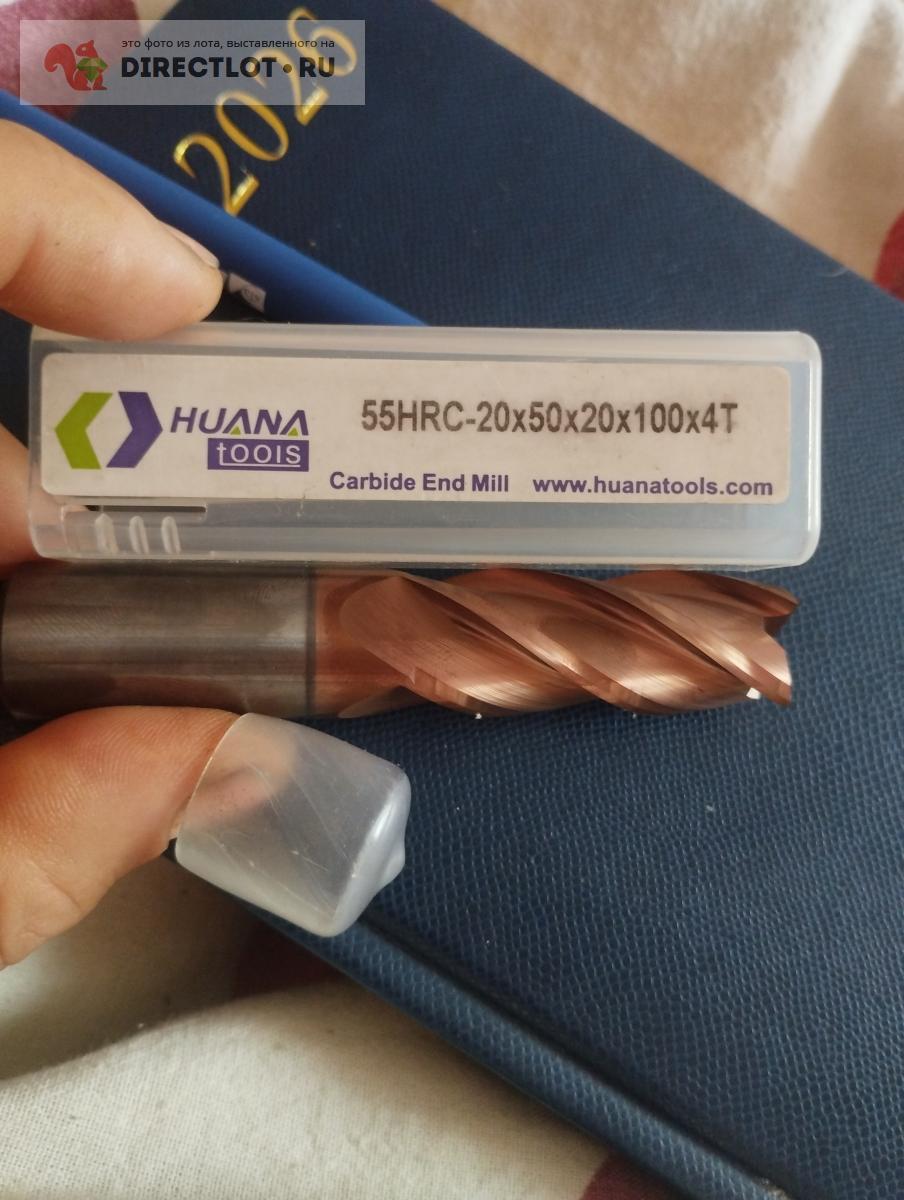 это фото из лота, выставленного на
DIRECTLOT•RU
2026
HUANA
tOOlS
55HRC-20x50x20x100x4T
Carbide End Mill www.huanatools.com